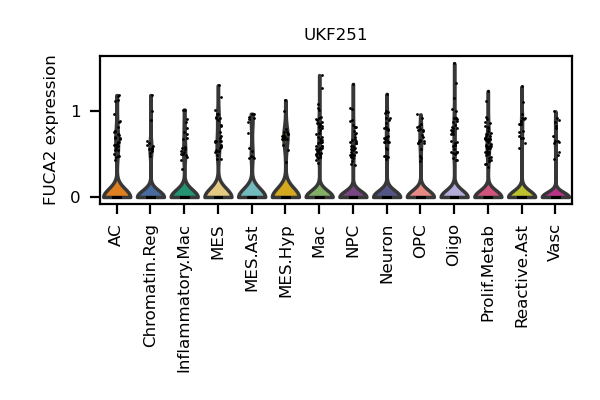 UKF251
FUCA2 expression
1
0
AC
Chromatin.Reg
Inflammatory.Mac
MES
MES.Ast
MES.Hyp
Mac
NPC
Neuron
OPC
Oligo
Prolif.Metab
Reactive.Ast
Vasc